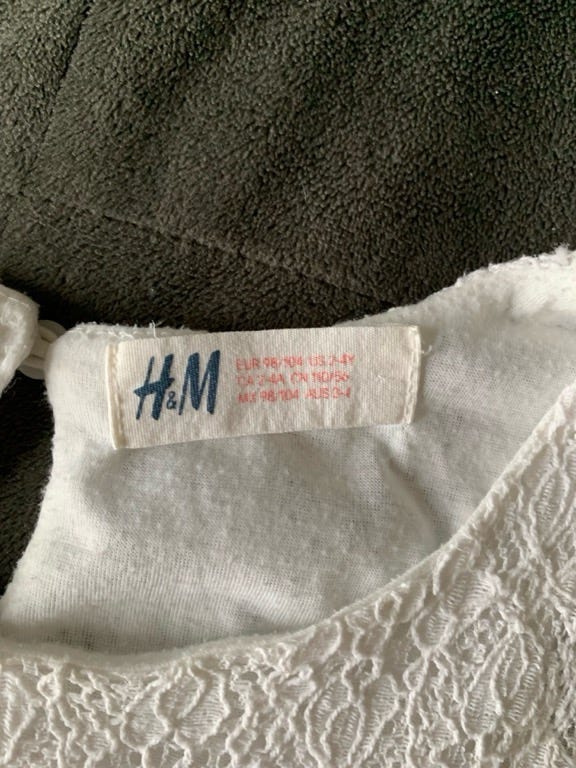 H&M
EUR 98/104 US 2-4Y
CA 2-4A CN 110/56
MX 98/104 AUS 3-4